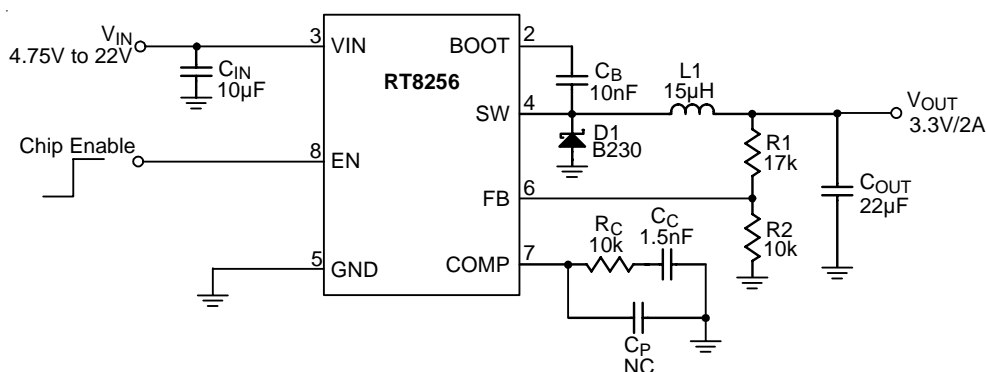 VIN
4.75V to 22V
CIN
10µF
Chip Enable
3
VIN
8
EN
5
GND
RT8256
BOOT
2
SW
4
FB
6
COMP
7
CB
10nF
L1
15µH
D1
B230
VOUT
3.3V/2A
R1
17k
COUT
22µF
R2
10k
RC
10k
CC
1.5nF
CP
NC